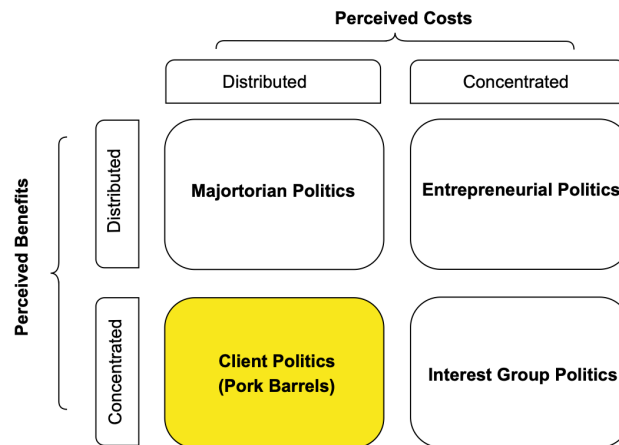 Perceived Costs
Distributed
Concentrated
Perceived Benefits
Distributed
Majortorian Politics
Entrepreneurial Politics
Concentrated
Client Politics
(Pork Barrels)
Interest Group Politics